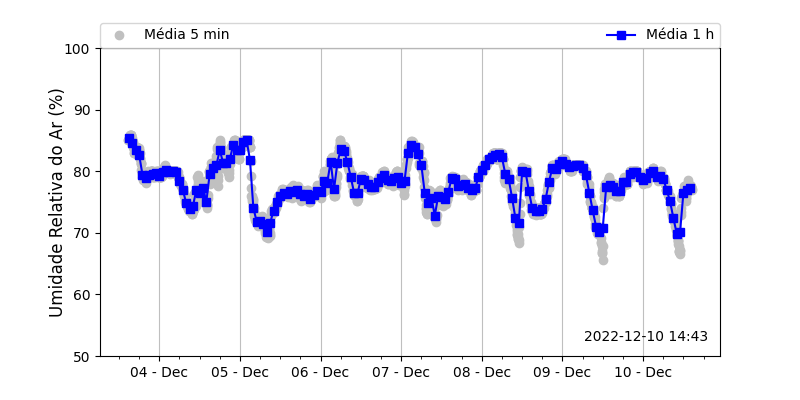 Média 5 min Média 1 h
100
90
80
70
60
50
Umidade Relativa do Ar (%)
2022-12-10 14:43
04 - Dec 05 - Dec 06 - Dec 07 - Dec 08 - Dec 09 - Dec 10 - Dec